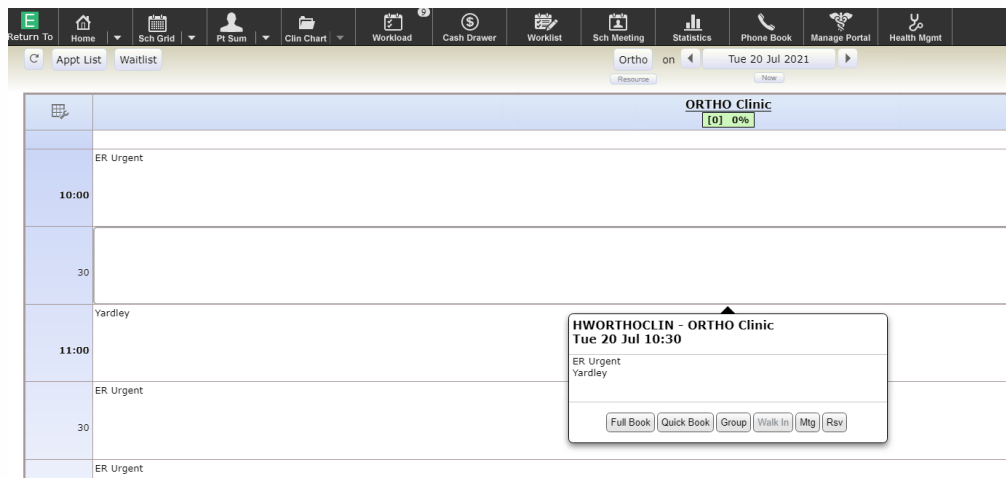 E
9
Return To Home Sch Grid Pt Sum Clin Chart Workload Cash Drawer Worklist Sch Meeting Statistics Phone Book Manage Portal Health Mgmt
Appt List Waitlist Ortho on Tue 20 Jul 2021
Resource Now
ORTHO Clinic
[0] 0%
ER Urgent
10:00
30
Yardley
11:00
HWORTHOCLIN - ORTHO Clinic
Tue 20 Jul 10:30
ER Urgent
Yardley
Full Book Quick Book Group Walk In Mtg Rsv
ER Urgent
30
ER Urgent